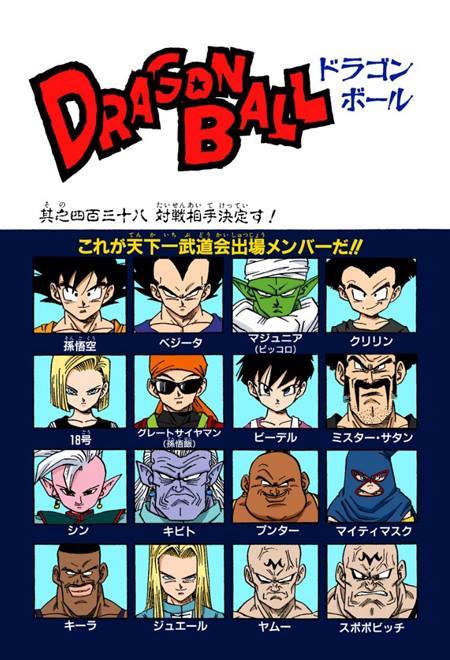 DRAGON BALL
ドラゴンボール
其之四百三十八 対戦相手決定す!
これが天下一武道会出場メンバーだ!!
孫悟空
ベジータ
マジュニア
(ピッコロ)
クリリン
18号
グレートサイヤマン
(孫悟飯)
ビーデル
ミスター・サタン
シン
キビト
プンター
マイティマスク
キーラ
ジュエール
ヤムー
スポポビッチ
M
M